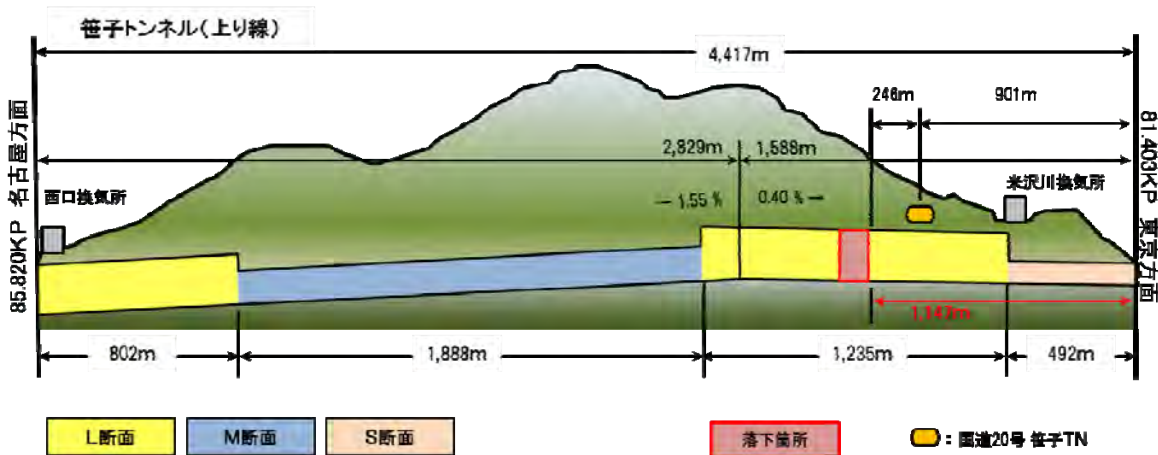 笹子トンネル(上り線)
4,417m
246m
901m
85.820KP 名古屋方面
81.403KP 東京方面
2,829m
1,588m
西口換気所
米沢川換気所
← 1.55 %
0.40 % →
1,147m
802m
1,888m
1,235m
492m
L断面
M断面
S断面
落下箇所
:国道20号 笹子TN